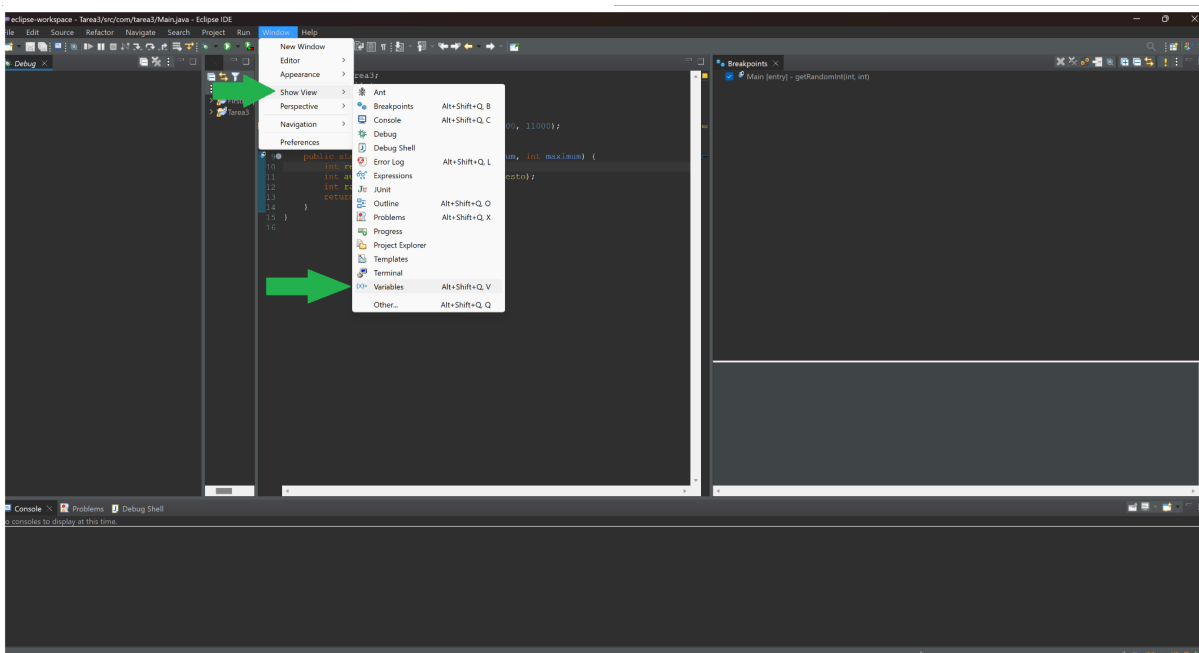 eclipse-workspace - Tarea3/src/com/tarea3/Main.java - Eclipse IDE
File Edit Source Refactor Navigate Search Project Run Window Help
Debug
New Window
Editor
Appearance
Show View
Perspective
Navigation
Preferences
Ant
Breakpoints Alt+Shift+Q, B
Console Alt+Shift+Q, C
Debug
Debug Shell
Error Log Alt+Shift+Q, L
Expressions
JUnit
Outline Alt+Shift+Q, O
Problems Alt+Shift+Q, X
Progress
Project Explorer
Templates
Terminal
Variables Alt+Shift+Q, V
Other... Alt+Shift+Q, Q
Tarea3
rea3;
00, 11000);
9 public st um, int maximum) {
10 int re
11 int au esto);
12 int ra
13 retur
14 }
15 }
16
Breakpoints
Main [entry] - getRandomInt(int, int)
Console Problems Debug Shell
o consoles to display at this time.